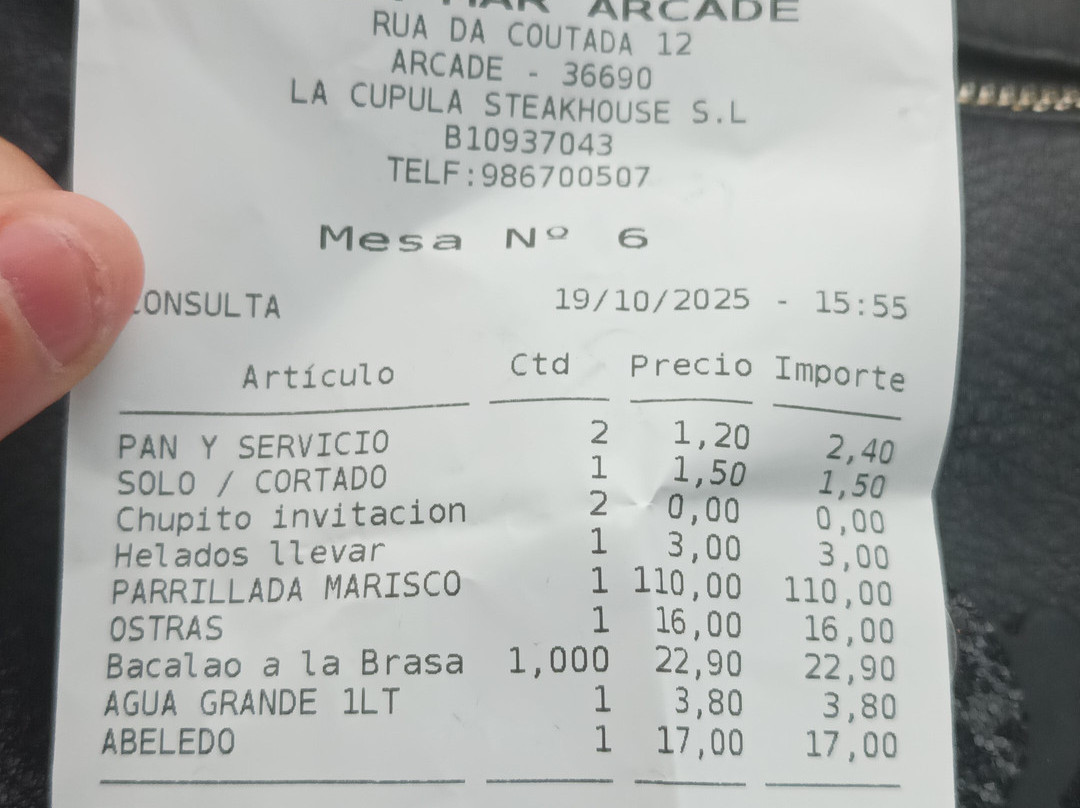 MAR ARCADE
RUA DA COUTADA 12
ARCADE - 36690
LA CUPULA STEAKHOUSE S.L
B10937043
TELF:986700507
Mesa Nº 6
CONSULTA 19/10/2025 - 15:55
Artículo Ctd Precio Importe
PAN Y SERVICIO 2 1,20 2,40
SOLO / CORTADO 1 1,50 1,50
Chupito invitacion 2 0,00 0,00
Helados llevar 1 3,00 3,00
PARRILLADA MARISCO 1 110,00 110,00
OSTRAS 1 16,00 16,00
Bacalao a la Brasa 1,000 22,90 22,90
AGUA GRANDE 1LT 1 3,80 3,80
ABELEDO 1 17,00 17,00